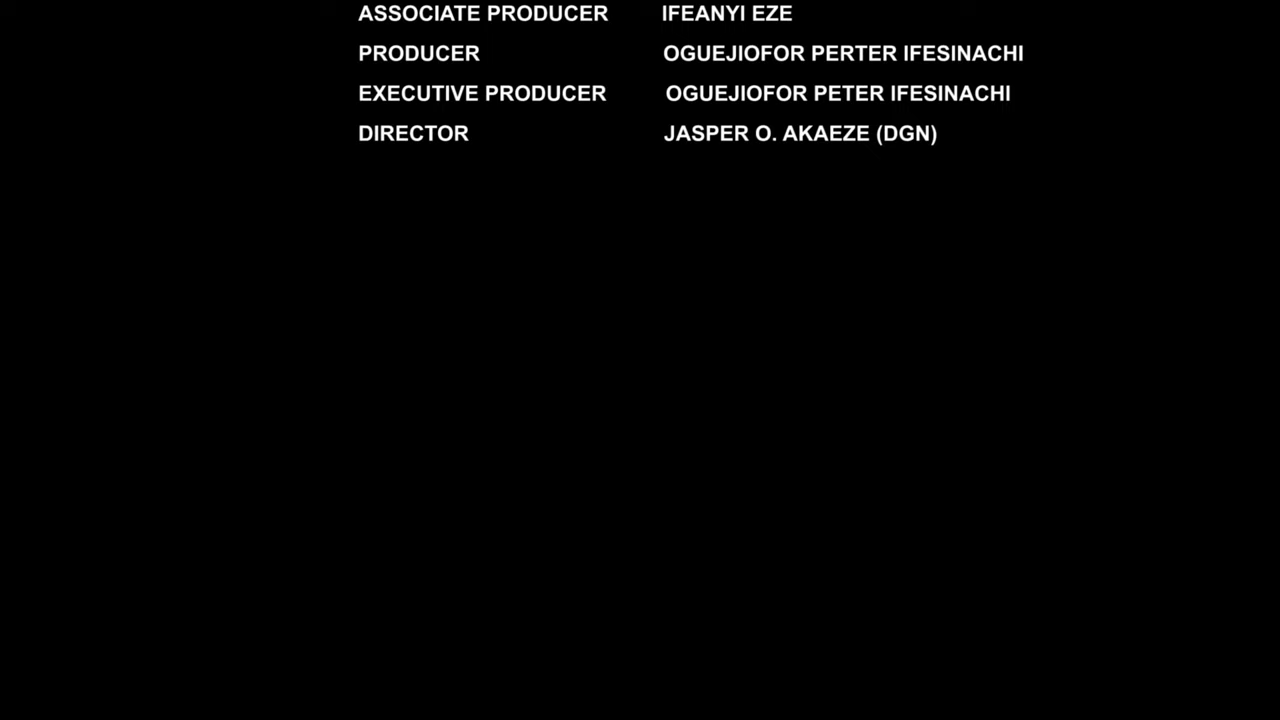 ASSOCIATE PRODUCER IFEANYI EZE
PRODUCER OGUEJIOFOR PERTER IFESINACHI
EXECUTIVE PRODUCER OGUEJIOFOR PETER IFESINACHI
DIRECTOR JASPER O. AKAEZE (DGN)